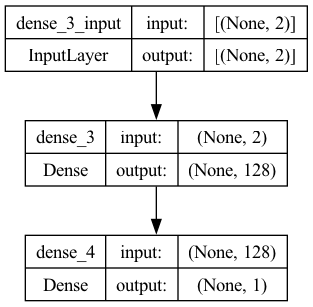 dense_3_input input: [(None, 2)]
InputLayer output: [(None, 2)]
dense_3 input: (None, 2)
Dense output: (None, 128)
dense_4 input: (None, 128)
Dense output: (None, 1)